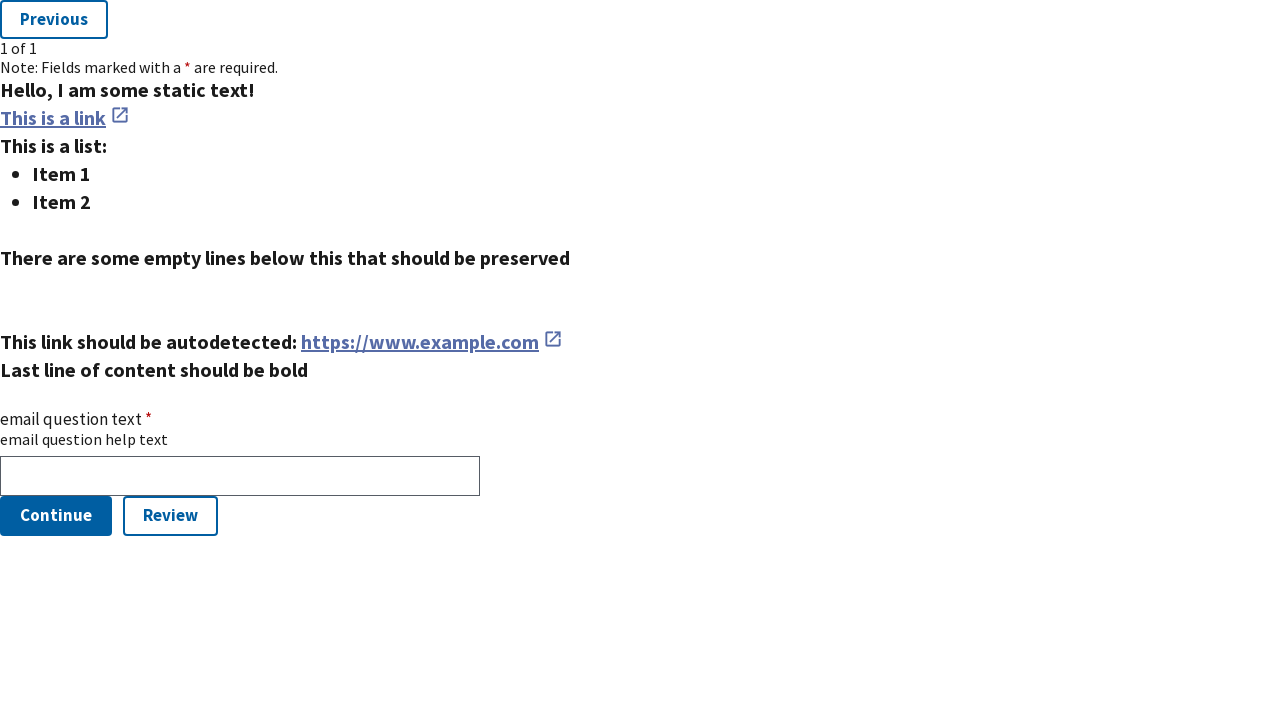 Previous
1 of 1
Note: Fields marked with a * are required.
Hello, I am some static text!
This is a link
This is a list:
• Item 1
• Item 2
There are some empty lines below this that should be preserved
This link should be autodetected: https://www.example.com
Last line of content should be bold
email question text *
email question help text
Continue Review